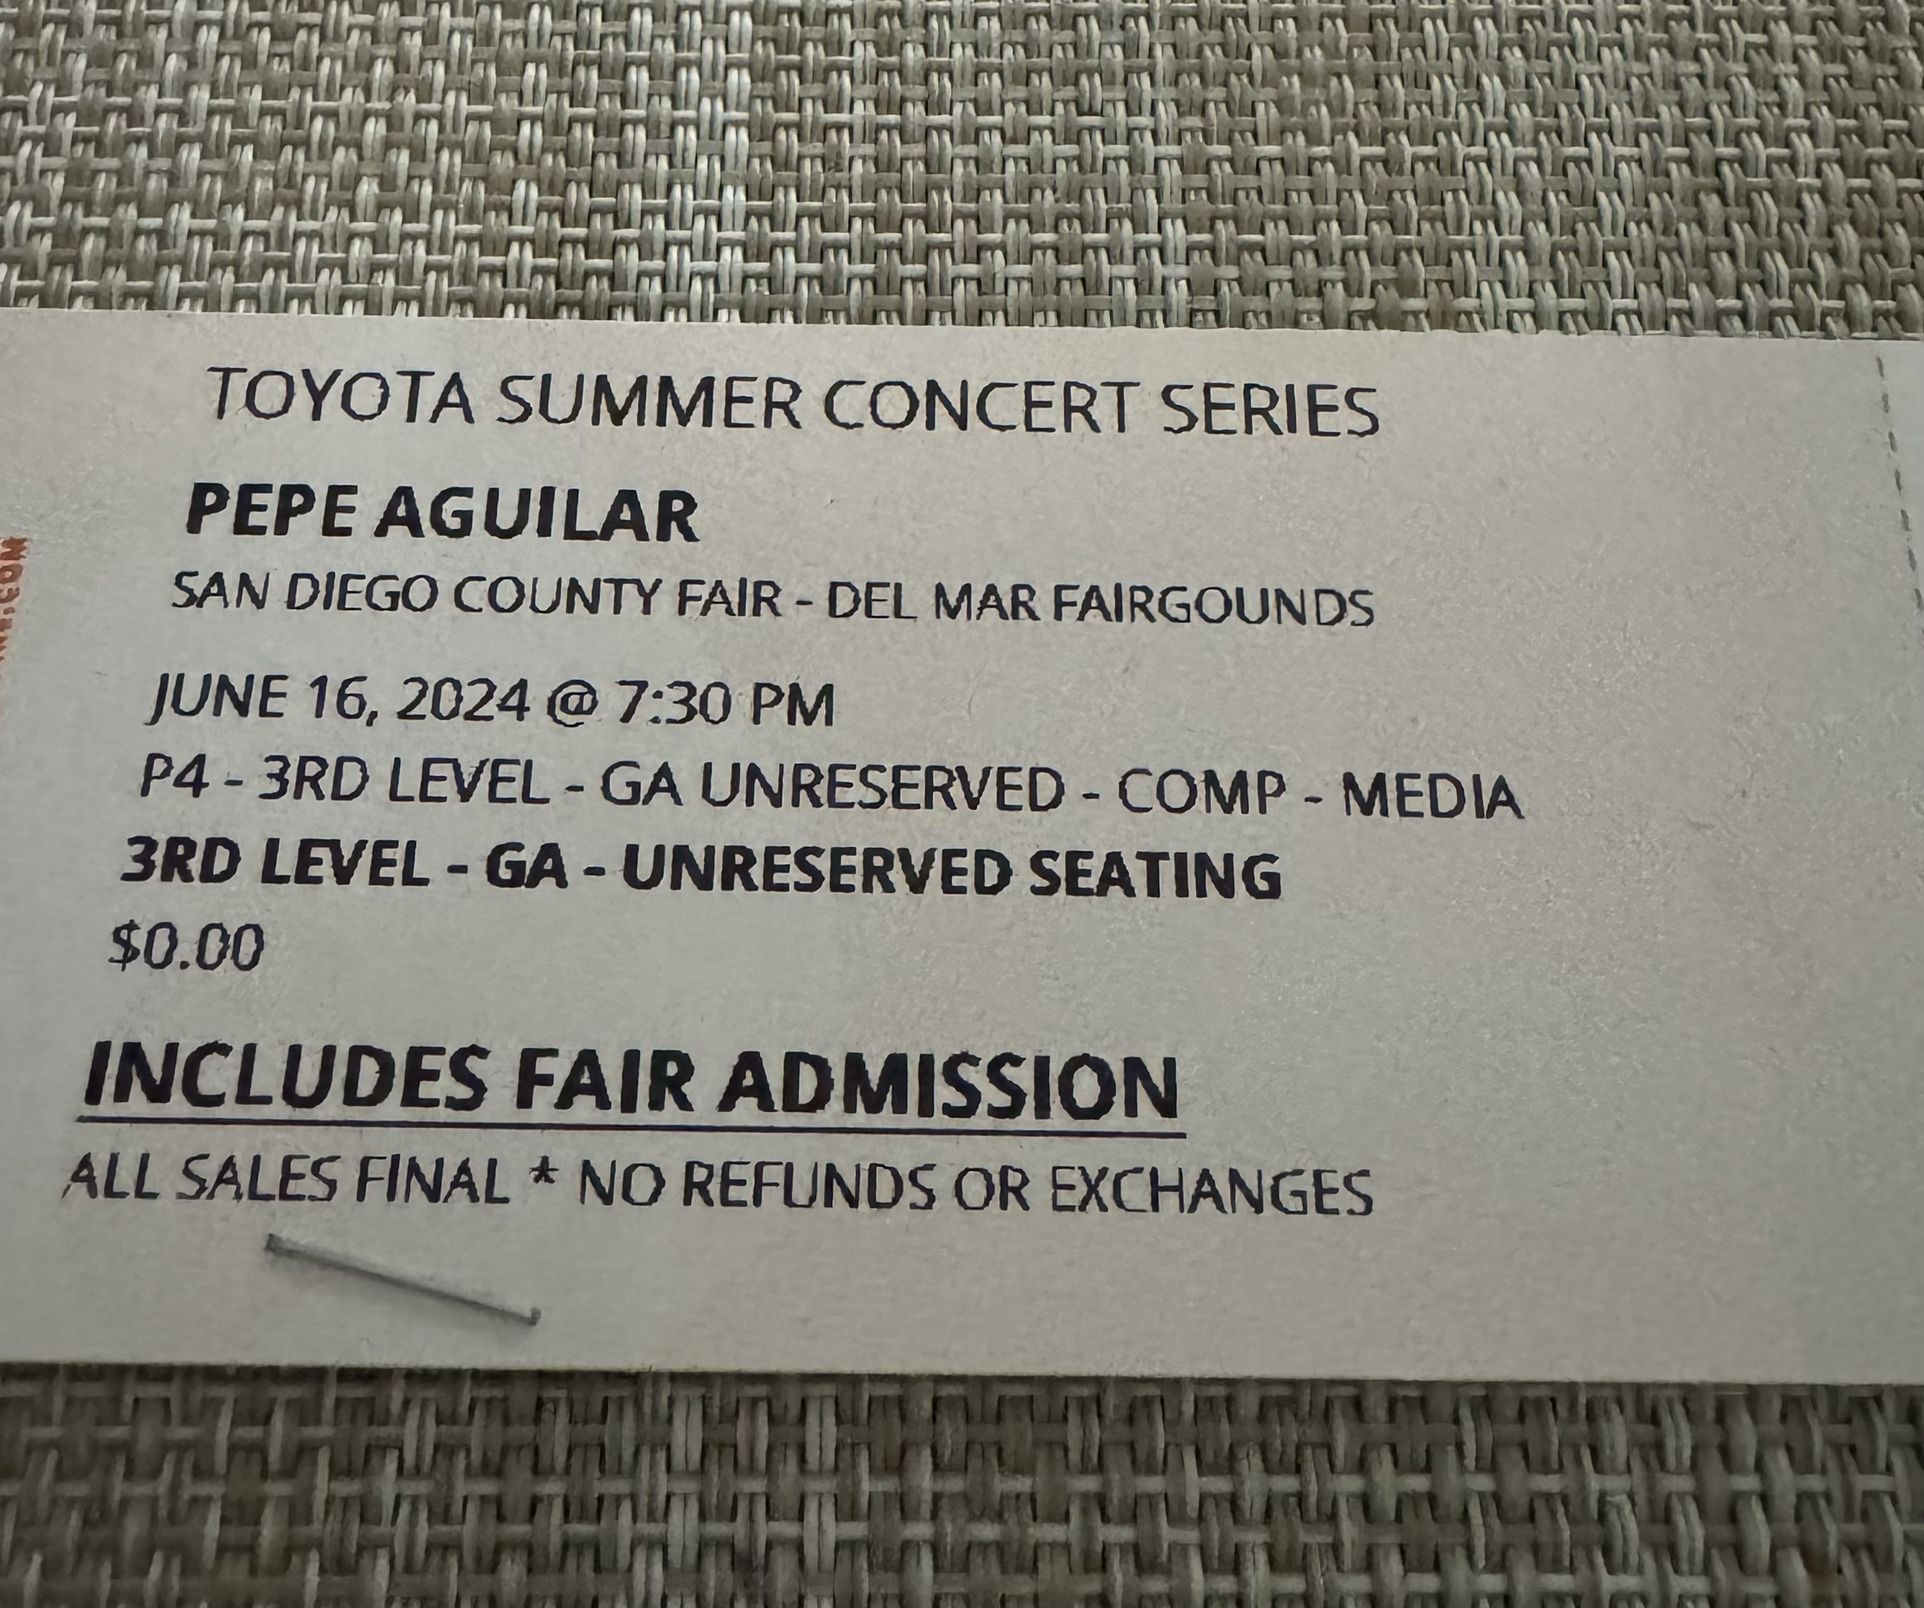 TOYOTA SUMMER CONCERT SERIES
PEPE AGUILAR
SAN DIEGO COUNTY FAIR - DEL MAR FAIRGOUNDS
JUNE 16, 2024 @ 7:30 PM
P4 - 3RD LEVEL - GA UNRESERVED - COMP - MEDIA
3RD LEVEL - GA - UNRESERVED SEATING
$0.00
INCLUDES FAIR ADMISSION
ALL SALES FINAL * NO REFUNDS OR EXCHANGES